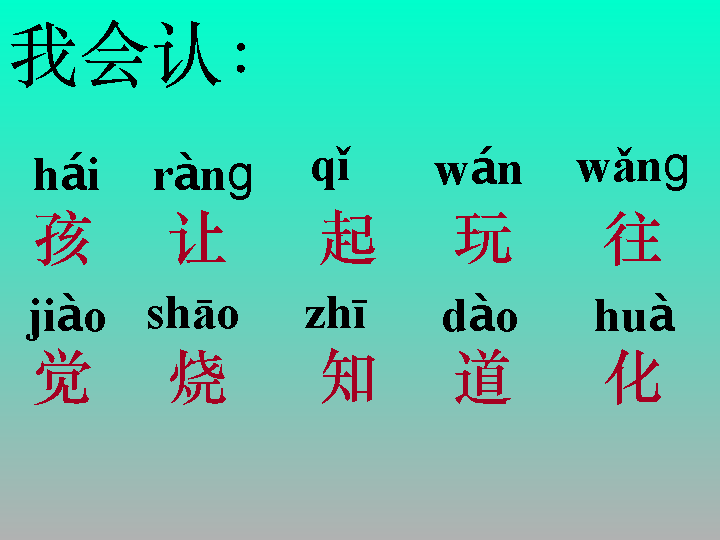 我会认：
hái ràng qǐ wán wǎng
孩 让 起 玩 往
jiào shāo zhī dào huà
觉 烧 知 道 化